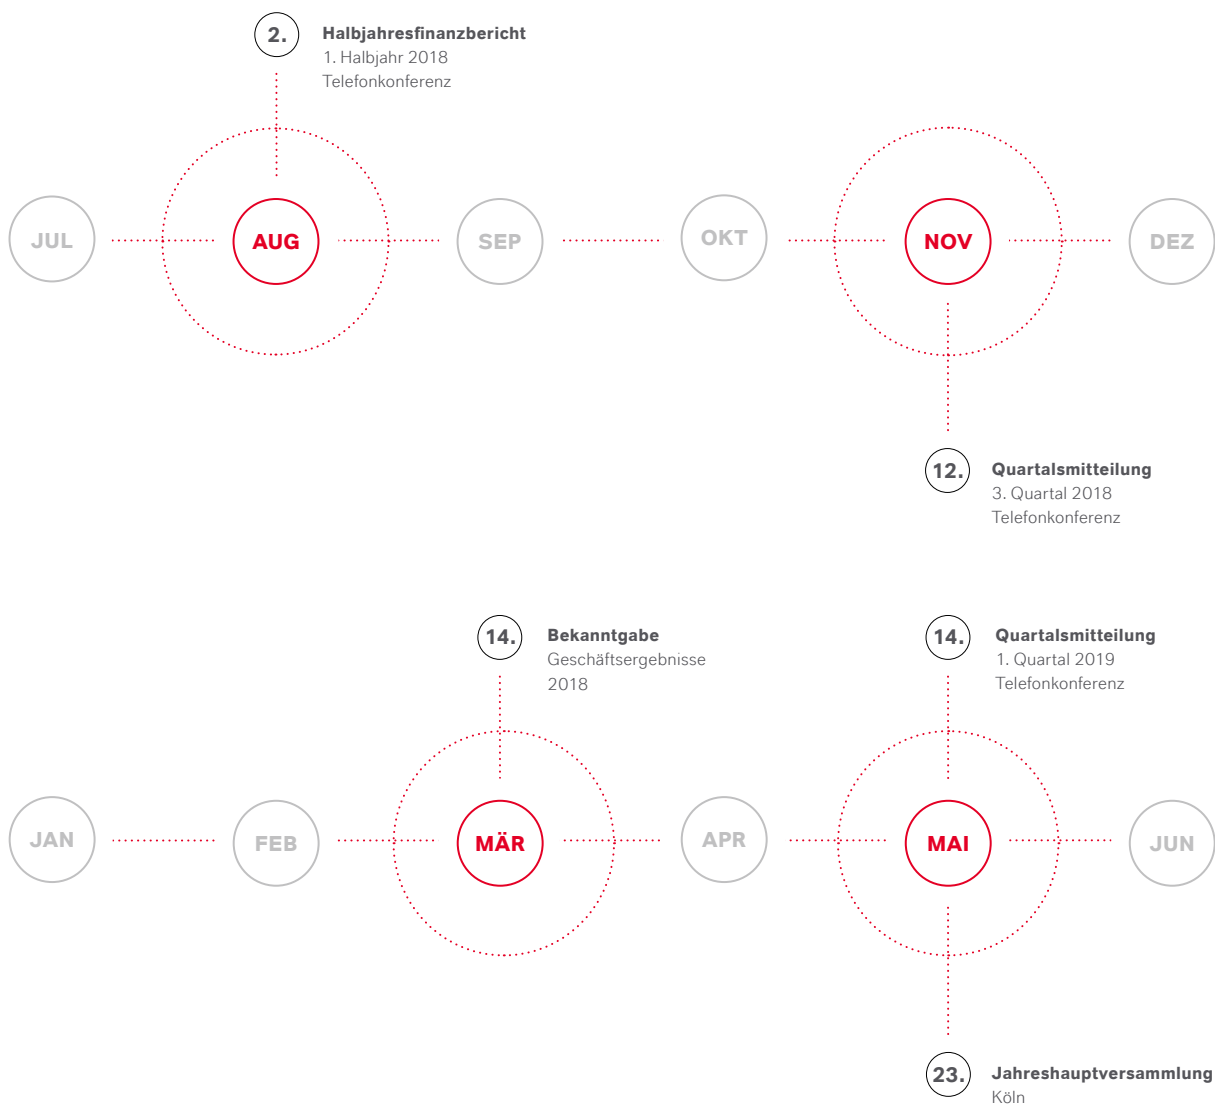 2.
Halbjahresfinanzbericht
1. Halbjahr 2018
Telefonkonferenz
JUL
AUG
SEP
OKT
NOV
DEZ
12.
Quartalsmitteilung
3. Quartal 2018
Telefonkonferenz
14.
Bekanntgabe
Geschäftsergebnisse
2018
14.
Quartalsmitteilung
1. Quartal 2019
Telefonkonferenz
JAN
FEB
MÄR
APR
MAI
JUN
23.
Jahreshauptversammlung
Köln